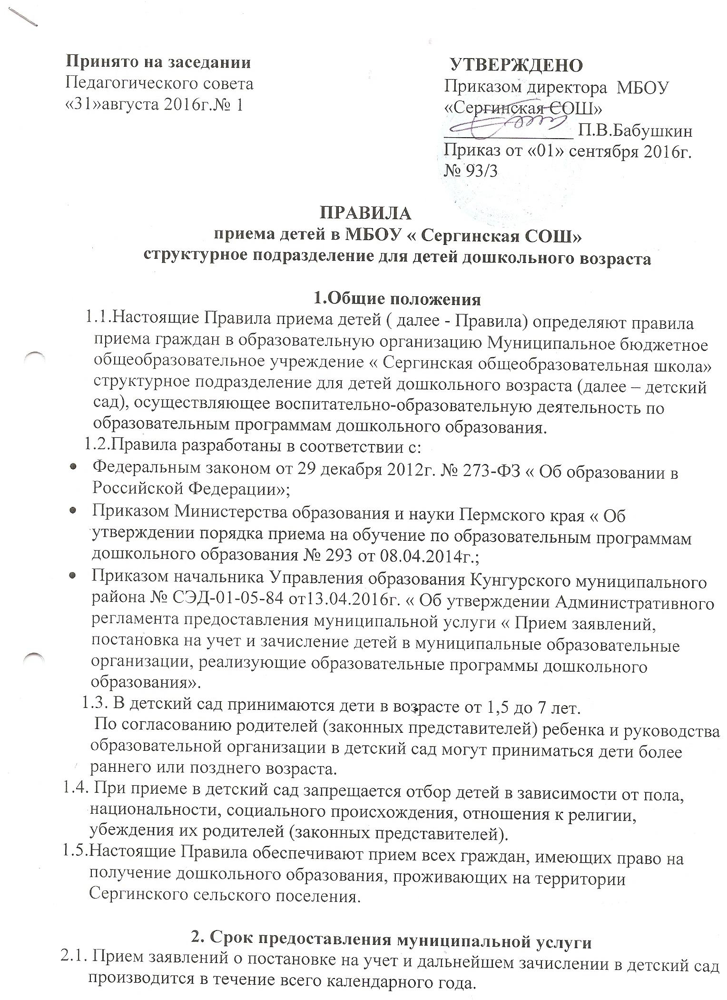 Принято на заседании
Педагогического совета
«31»августа 2016г.№ 1
УТВЕРЖДЕНО
Приказом директора  МБОУ
«Сергинская СОШ»
______________ П.В.Бабушкин
Приказ от «01» сентября 2016г.
№ 93/3
ПРАВИЛА
приема детей в МБОУ « Сергинская СОШ»
структурное подразделение для детей дошкольного возраста
1.Общие положения
1.1.Настоящие Правила приема детей ( далее - Правила) определяют правила
приема граждан в образовательную организацию Муниципальное бюджетное
общеобразовательное учреждение « Сергинская общеобразовательная школа»
структурное подразделение для детей дошкольного возраста (далее – детский
сад), осуществляющее воспитательно-образовательную деятельность по
образовательным программам дошкольного образования.
1.2.Правила разработаны в соответствии с:
• Федеральным законом от 29 декабря 2012г. № 273-ФЗ « Об образовании в
Российской Федерации»;
• Приказом Министерства образования и науки Пермского края « Об
утверждении порядка приема на обучение по образовательным программам
дошкольного образования № 293 от 08.04.2014г.;
• Приказом начальника Управления образования Кунгурского муниципального
района № СЭД-01-05-84 от13.04.2016г. « Об утверждении Административного
регламента предоставления муниципальной услуги « Прием заявлений,
постановка на учет и зачисление детей в муниципальные образовательные
организации, реализующие образовательные программы дошкольного
образования».
1.3. В детский сад принимаются дети в возрасте от 1,5 до 7 лет.
По согласованию родителей (законных представителей) ребенка и руководства
образовательной организации в детский сад могут приниматься дети более
раннего или позднего возраста.
1.4. При приеме в детский сад запрещается отбор детей в зависимости от пола,
национальности, социального происхождения, отношения к религии,
убеждения их родителей (законных представителей).
1.5.Настоящие Правила обеспечивают прием всех граждан, имеющих право на
получение дошкольного образования, проживающих на территории
Сергинского сельского поселения.
2. Срок предоставления муниципальной услуги
2.1. Прием заявлений о постановке на учет и дальнейшем зачислении в детский сад
производится в течение всего календарного года.